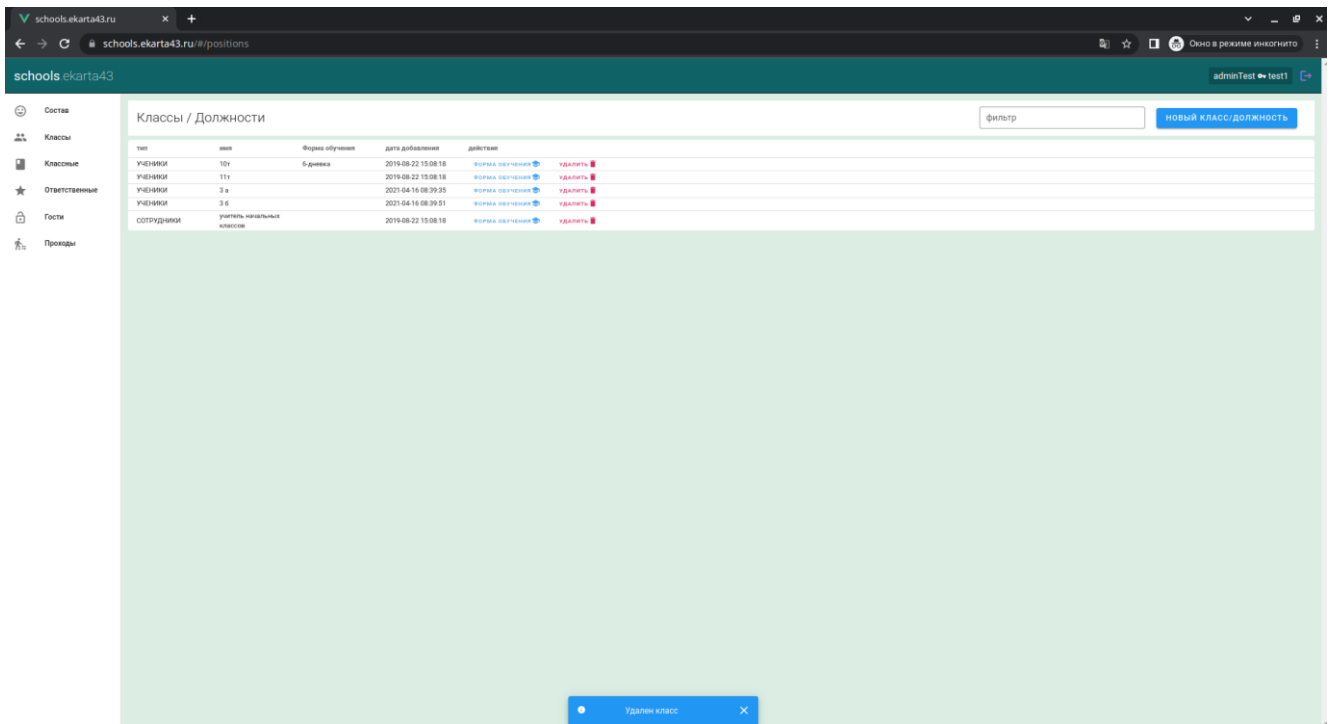 schools.ekarta43.ru
schools.ekarta43.ru/#/positions
Окно в режиме инкогнито
schools.ekarta43
adminTest test1
Состав
Классы
Классные
Ответственные
Гости
Проходы
Классы / Должности
фильтр
НОВЫЙ КЛАСС/ДОЛЖНОСТЬ
тип имя Форма обучения дата добавления действия
УЧЕНИКИ 10т 6-дневка 2019-08-22 15:08:18 ФОРМА ОБУЧЕНИЯ УДАЛИТЬ
УЧЕНИКИ 11т 2019-08-22 15:08:18 ФОРМА ОБУЧЕНИЯ УДАЛИТЬ
УЧЕНИКИ 3 а 2021-04-16 08:39:35 ФОРМА ОБУЧЕНИЯ УДАЛИТЬ
УЧЕНИКИ 3 б 2021-04-16 08:39:51 ФОРМА ОБУЧЕНИЯ УДАЛИТЬ
СОТРУДНИКИ учитель начальных классов 2019-08-22 15:08:18 ФОРМА ОБУЧЕНИЯ УДАЛИТЬ
Удален класс